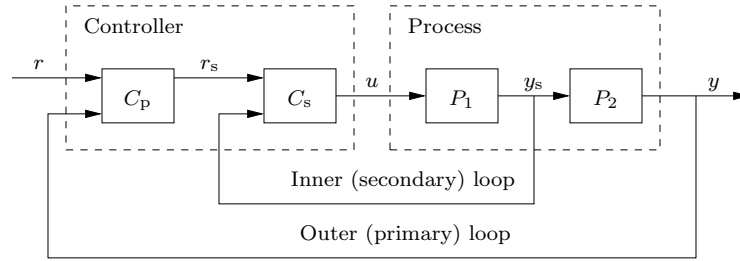 Controller
Process
r
r_s
C_p
C_s
u
P_1
y_s
P_2
y
Inner (secondary) loop
Outer (primary) loop